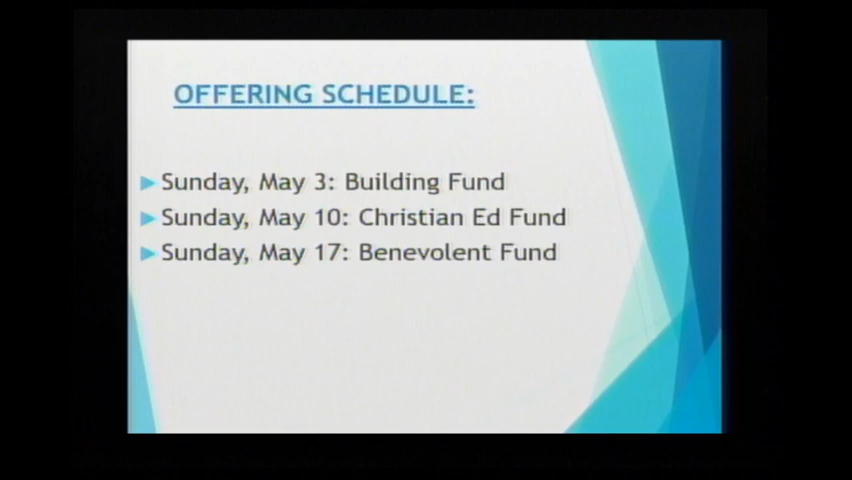 OFFERING SCHEDULE:
Sunday, May 3: Building Fund
Sunday, May 10: Christian Ed Fund
Sunday, May 17: Benevolent Fund